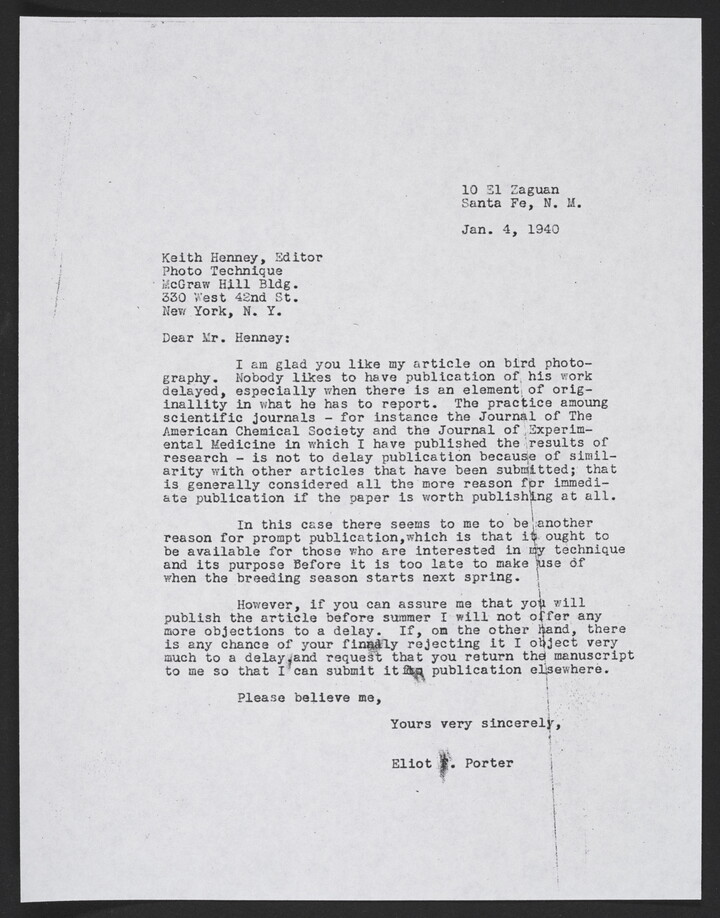 10 El Zaguan
Santa Fe, N. M.
Jan. 4, 1940
Keith Henney, Editor
Photo Technique
McGraw Hill Bldg.
330 West 42nd St.
New York, N. Y.
Dear Mr. Henney:
I am glad you like my article on bird photo-
graphy. Nobody likes to have publication of his work
delayed, especially when there is an element of orig-
inallity in what he has to report. The practice amoung
scientific journals - for instance the Journal of The
American Chemical Society and the Journal of Experim-
ental Medicine in which I have published the results of
research - is not to delay publication because of simil-
arity with other articles that have been submitted; that
is generally considered all the more reason for immedi-
ate publication if the paper is worth publishing at all.
In this case there seems to me to be another
reason for prompt publication,which is that it ought to
be available for those who are interested in my technique
and its purpose Before it is too late to make use of
when the breeding season starts next spring.
However, if you can assure me that you will
publish the article before summer I will not offer any
more objections to a delay. If, on the other hand, there
is any chance of your finally rejecting it I object very
much to a delay,and request that you return the manuscript
to me so that I can submit it for publication elsewhere.
Please believe me,
Yours very sincerely,
Eliot F. Porter